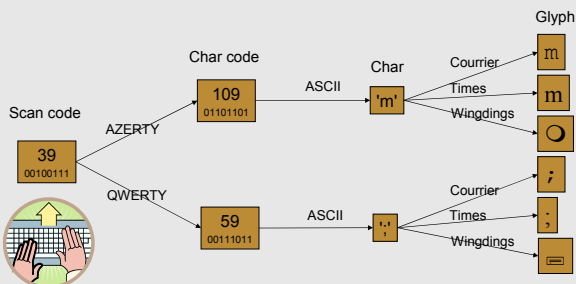 Glyph
Char code
Char
Scan code
Courrier
m
109
01101101
ASCII
'm'
Times
m
AZERTY
Wingdings
39
00100111
QWERTY
Courrier
;
59
00111011
ASCII
';'
Times
;
Wingdings